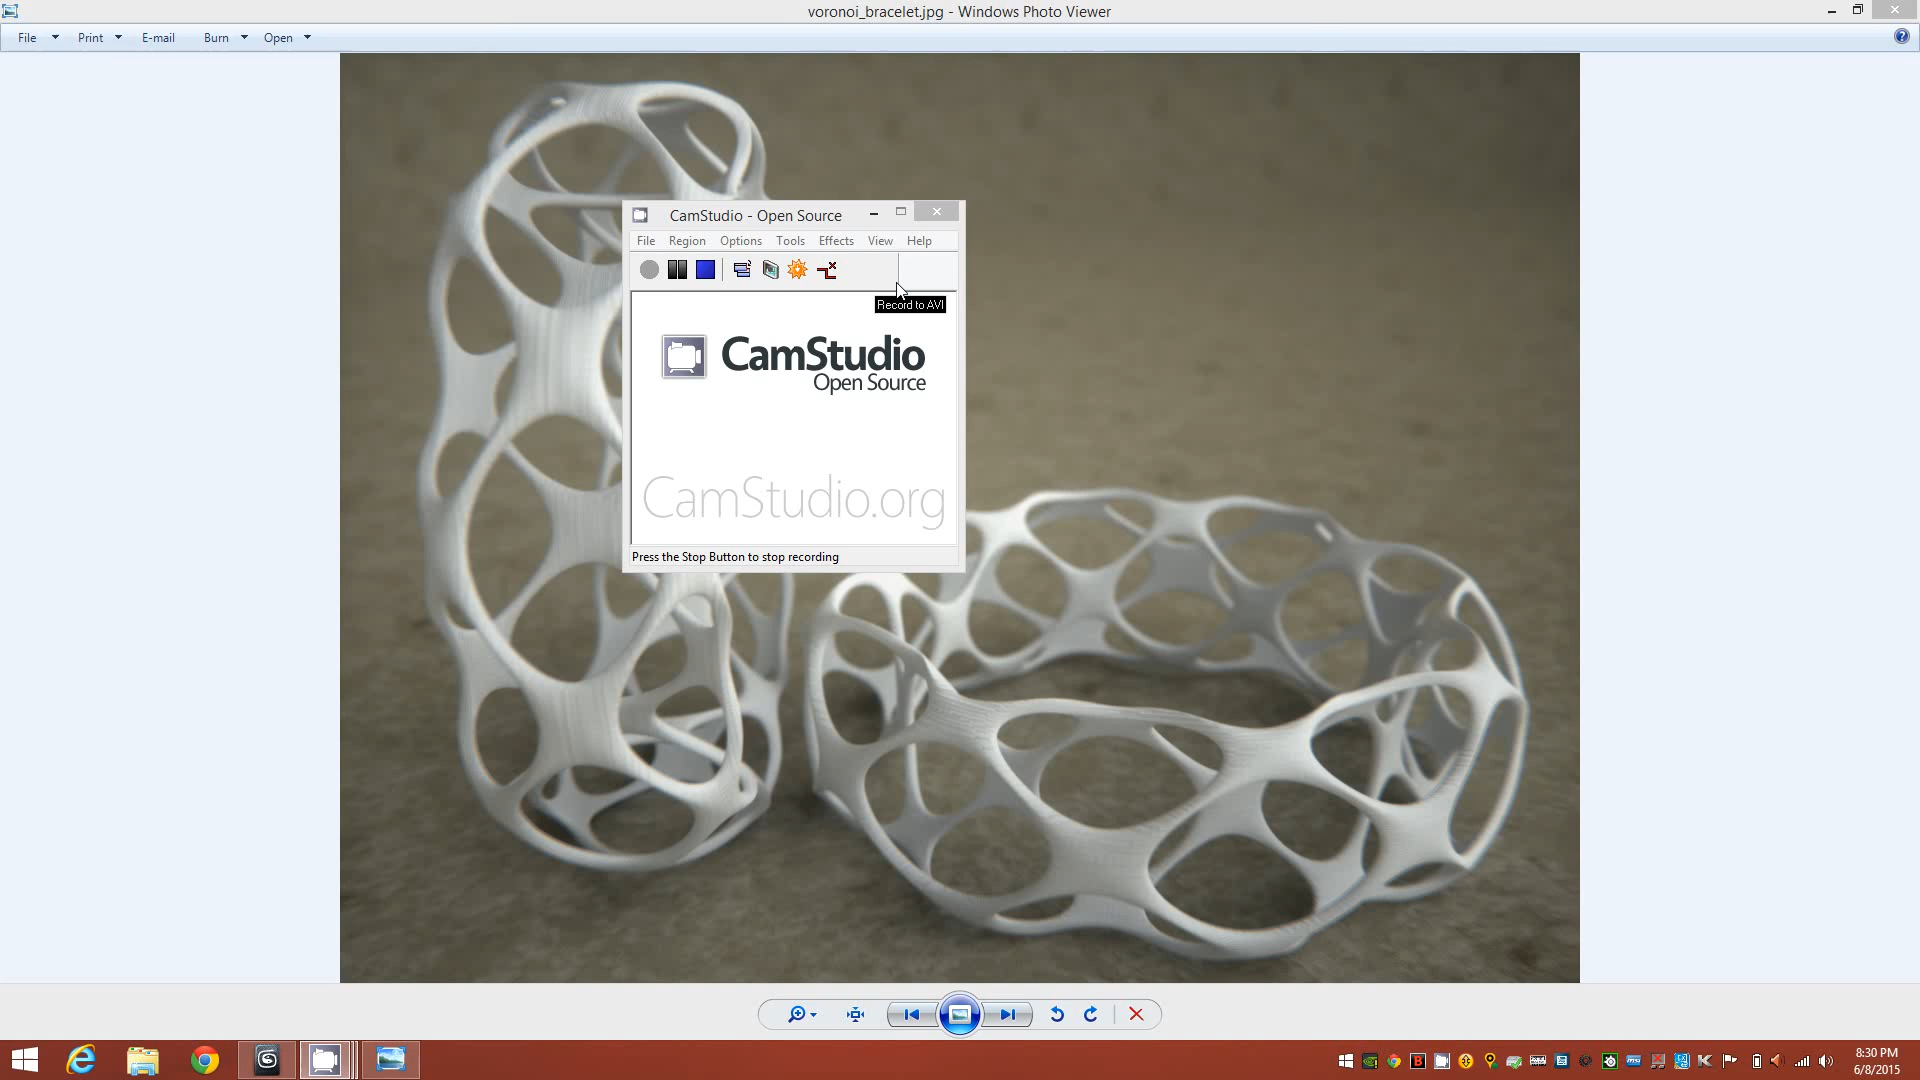 voronoi_bracelet.jpg - Windows Photo Viewer
File Print E-mail Burn Open
CamStudio - Open Source
File Region Options Tools Effects View Help
Record to AVI
CamStudio
Open Source
CamStudio.org
Press the Stop Button to stop recording
8:30 PM
6/8/2015